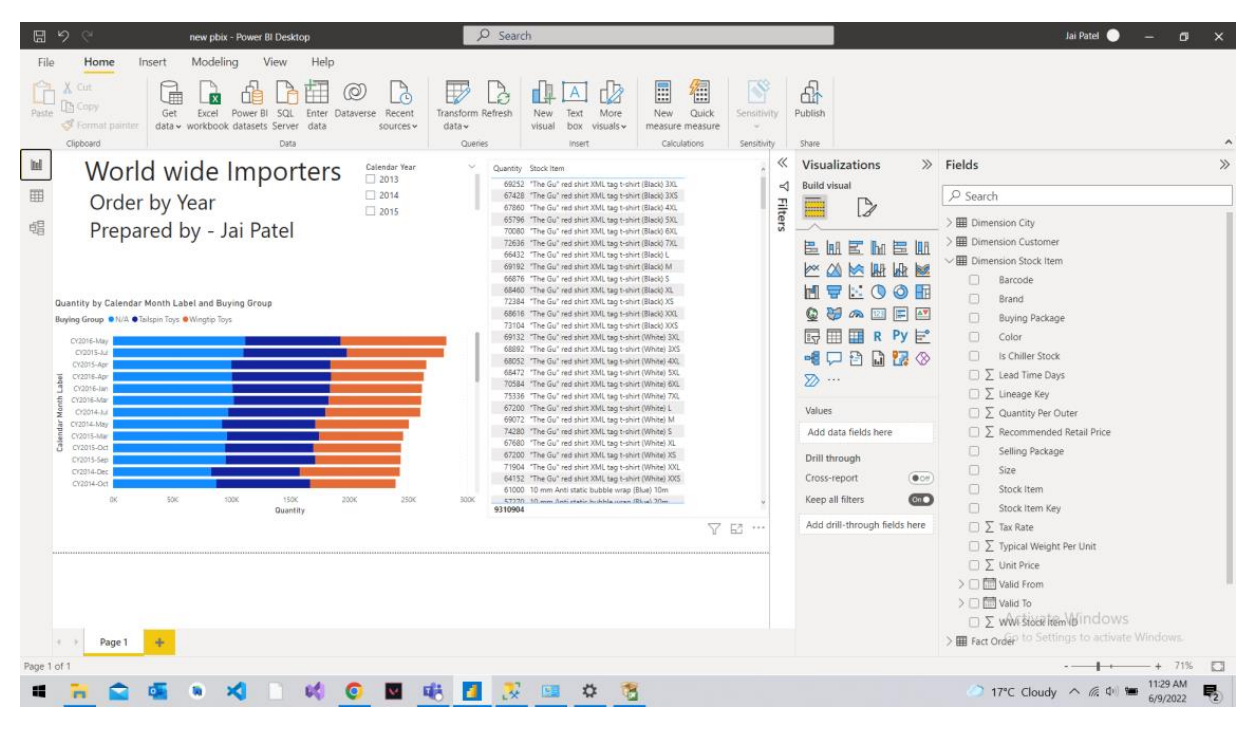 new pbix - Power BI Desktop
Search
Jai Patel
File Home Insert Modeling View Help
Paste
Cut
Copy
Format painter
Clipboard
Get data
Excel workbook
Power BI datasets
SQL Server
Enter data
Dataverse
Recent sources
Data
Transform data
Refresh
Queries
New visual
Text box
More visuals
Insert
New measure
Quick measure
Calculations
Sensitivity
Sensitivity
Publish
Share
World wide Importers
Order by Year
Prepared by - Jai Patel
Calendar Year
2013
2014
2015
Quantity by Calendar Month Label and Buying Group
Buying Group N/A Tailspin Toys Wingtip Toys
Calendar Month Label
CY2016-May
CY2015-Jul
CY2015-Apr
CY2016-Apr
CY2016-Jan
CY2016-Mar
CY2014-Jul
CY2014-May
CY2015-Mar
CY2015-Oct
CY2015-Sep
CY2014-Dec
CY2014-Oct
0K 50K 100K 150K 200K 250K 300K
Quantity
Quantity Stock Item
69252 "The Gu" red shirt XML tag t-shirt (Black) 3XL
67428 "The Gu" red shirt XML tag t-shirt (Black) 3XS
67860 "The Gu" red shirt XML tag t-shirt (Black) 4XL
65796 "The Gu" red shirt XML tag t-shirt (Black) 5XL
70080 "The Gu" red shirt XML tag t-shirt (Black) 6XL
72636 "The Gu" red shirt XML tag t-shirt (Black) 7XL
66432 "The Gu" red shirt XML tag t-shirt (Black) L
69192 "The Gu" red shirt XML tag t-shirt (Black) M
66876 "The Gu" red shirt XML tag t-shirt (Black) S
68460 "The Gu" red shirt XML tag t-shirt (Black) XL
72384 "The Gu" red shirt XML tag t-shirt (Black) XS
68616 "The Gu" red shirt XML tag t-shirt (Black) XXL
73104 "The Gu" red shirt XML tag t-shirt (Black) XXS
69132 "The Gu" red shirt XML tag t-shirt (White) 3XL
68892 "The Gu" red shirt XML tag t-shirt (White) 3XS
68052 "The Gu" red shirt XML tag t-shirt (White) 4XL
68472 "The Gu" red shirt XML tag t-shirt (White) 5XL
70584 "The Gu" red shirt XML tag t-shirt (White) 6XL
75336 "The Gu" red shirt XML tag t-shirt (White) 7XL
67200 "The Gu" red shirt XML tag t-shirt (White) L
69072 "The Gu" red shirt XML tag t-shirt (White) M
74280 "The Gu" red shirt XML tag t-shirt (White) S
67680 "The Gu" red shirt XML tag t-shirt (White) XL
67200 "The Gu" red shirt XML tag t-shirt (White) XS
71904 "The Gu" red shirt XML tag t-shirt (White) XXL
64152 "The Gu" red shirt XML tag t-shirt (White) XXS
61000 10 mm Anti static bubble wrap (Blue) 10m
57270 10 mm Anti static bubble wrap (Blue) 20m
9310904
Filters
Visualizations
Build visual
R Py
Values
Add data fields here
Drill through
Cross-report Off
Keep all filters On
Add drill-through fields here
Fields
Search
Dimension City
Dimension Customer
Dimension Stock Item
Barcode
Brand
Buying Package
Color
Is Chiller Stock
Lead Time Days
Lineage Key
Quantity Per Outer
Recommended Retail Price
Selling Package
Size
Stock Item
Stock Item Key
Tax Rate
Typical Weight Per Unit
Unit Price
Valid From
Valid To
WWI Stock Item ID
Fact Order
Activate Windows
Go to Settings to activate Windows.
Page 1
Page 1 of 1
71%
17°C Cloudy
11:29 AM
6/9/2022
2